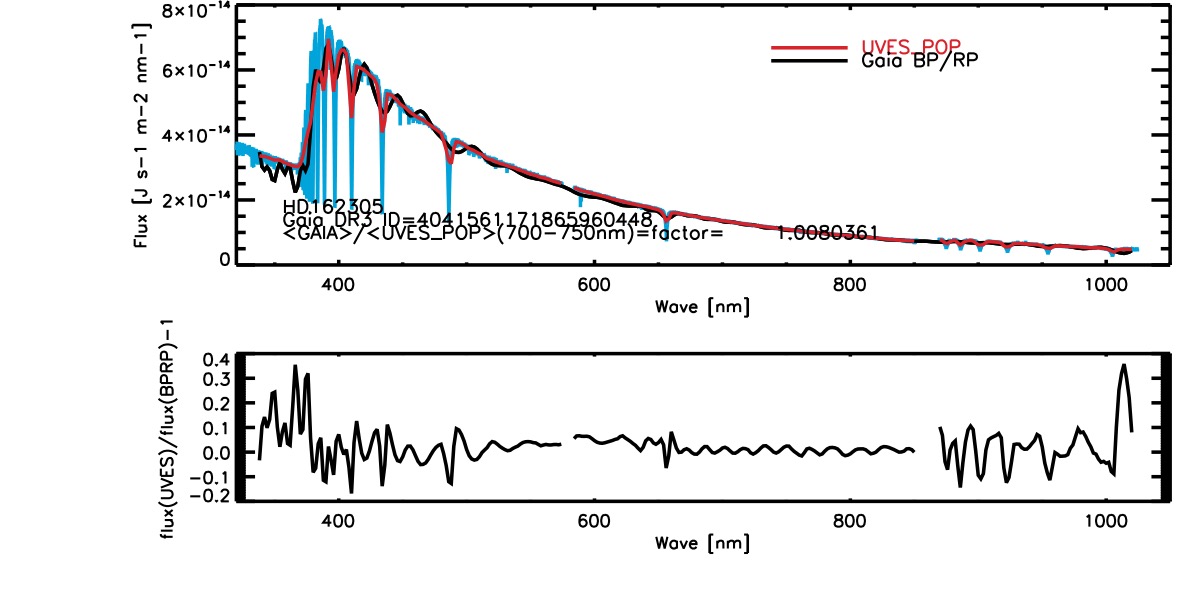 8×10⁻¹⁴
6×10⁻¹⁴
4×10⁻¹⁴
2×10⁻¹⁴
0
Flux [J s-1 m-2 nm-1]
UVES_POP
Gaia BP/RP
HD162305
Gaia DR3 ID=4041561171865960448
<GAIA>/<UVES_POP>(700-750nm)=factor= 1.0080361
400 600 800 1000
Wave [nm]
flux(UVES)/flux(BPRP)-1
0.4
0.3
0.2
0.1
0.0
-0.1
-0.2
400 600 800 1000
Wave [nm]